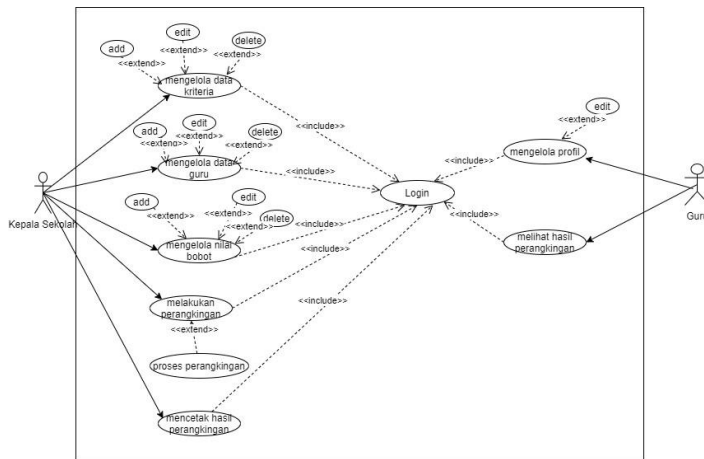 edit
add
delete
<<extend>>
<<extend>>
<<extend>>
mengelola data
kriteria
edit
add
edit
delete
<<extend>>
<<extend>>
<<extend>>
<<include>>
<<extend>>
mengelola data
guru
mengelola profil
<<include>>
<<include>>
Login
add
edit
delete
<<extend>>
<<extend>>
<<extend>>
Kepala Sekolah
Guru
mengelola nilai
bobot
<<include>>
<<include>>
melihat hasil
perangkingan
<<include>>
melakukan
perangkingan
<<include>>
<<extend>>
proses perangkingan
mencetak hasil
perangkingan